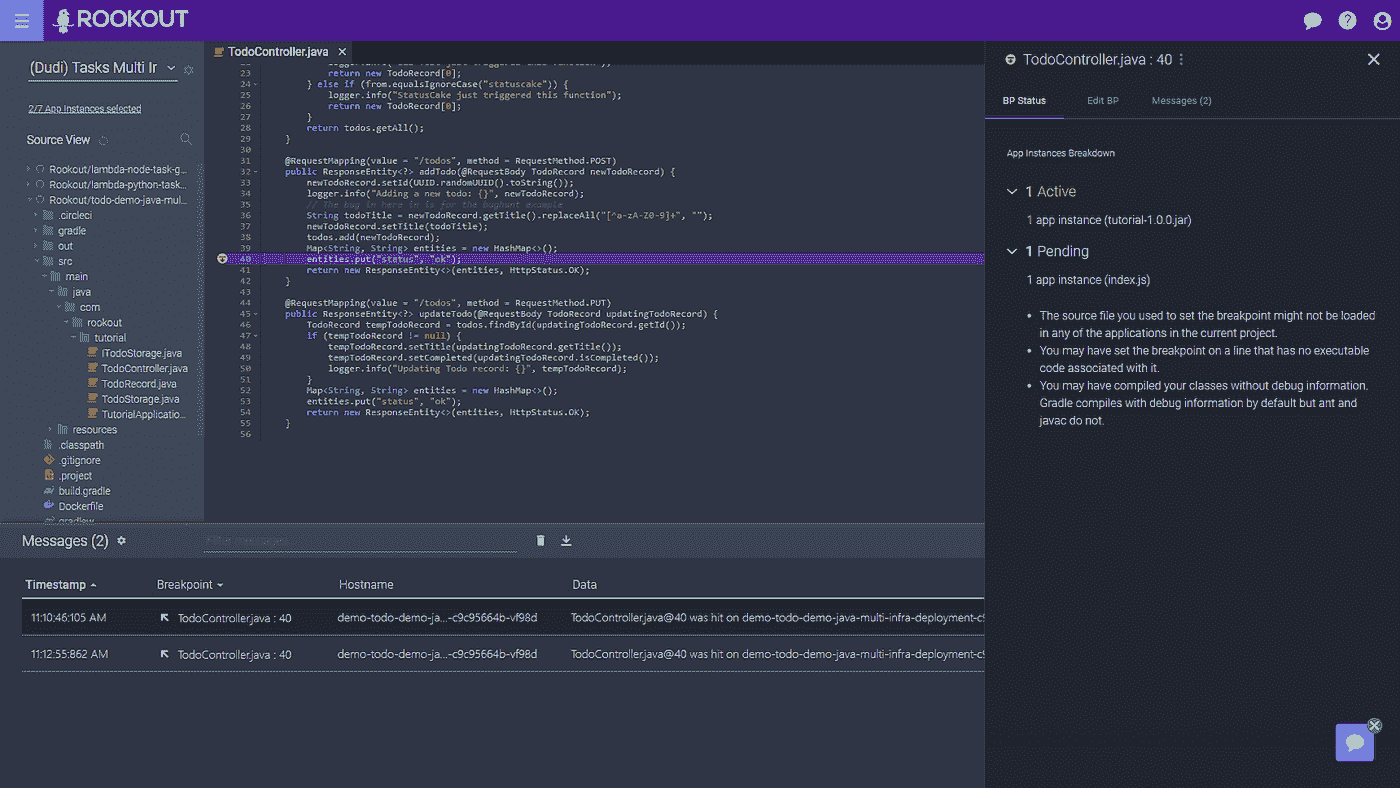 ROOKOUT
(Dudi) Tasks Multi Ir
2/7 App Instances selected
Source View
Rookout/lambda-node-task-g...
Rookout/lambda-python-task...
Rookout/todo-demo-java-mul...
.circleci
gradle
out
src
main
java
com
rookout
tutorial
ITodoStorage.java
TodoController.java
TodoRecord.java
TodoStorage.java
TutorialApplicatio...
resources
.classpath
.gitignore
.project
build.gradle
Dockerfile
gradlew
TodoController.java
23 return new TodoRecord[0];
24 } else if (from.equalsIgnoreCase("statuscake")) {
25 logger.info("StatusCake just triggered this function");
26 return new TodoRecord[0];
27 }
28 return todos.getAll();
29 }
30
31 @RequestMapping(value = "/todos", method = RequestMethod.POST)
32 public ResponseEntity<?> addTodo(@RequestBody TodoRecord newTodoRecord) {
33 newTodoRecord.setId(UUID.randomUUID().toString());
34 logger.info("Adding a new todo: {}", newTodoRecord);
35 // The bug in here in is for the bughunt example
36 String todoTitle = newTodoRecord.getTitle().replaceAll("[^a-zA-Z0-9]+", "");
37 newTodoRecord.setTitle(todoTitle);
38 todos.add(newTodoRecord);
39 Map<String, String> entities = new HashMap<>();
40 entities.put("status", "ok");
41 return new ResponseEntity<>(entities, HttpStatus.OK);
42 }
43
44 @RequestMapping(value = "/todos", method = RequestMethod.PUT)
45 public ResponseEntity<?> updateTodo(@RequestBody TodoRecord updatingTodoRecord) {
46 TodoRecord tempTodoRecord = todos.findById(updatingTodoRecord.getId());
47 if (tempTodoRecord != null) {
48 tempTodoRecord.setTitle(updatingTodoRecord.getTitle());
49 tempTodoRecord.setCompleted(updatingTodoRecord.isCompleted());
50 logger.info("Updating Todo record: {}", tempTodoRecord);
51 }
52 Map<String, String> entities = new HashMap<>();
53 entities.put("status", "ok");
54 return new ResponseEntity<>(entities, HttpStatus.OK);
55 }
56
TodoController.java : 40
BP Status Edit BP Messages (2)
App Instances Breakdown
1 Active
1 app instance (tutorial-1.0.0.jar)
1 Pending
1 app instance (index.js)
• The source file you used to set the breakpoint might not be loaded
in any of the applications in the current project.
• You may have set the breakpoint on a line that has no executable
code associated with it.
• You may have compiled your classes without debug information.
Gradle compiles with debug information by default but ant and
javac do not.
Messages (2)
Timestamp Breakpoint Hostname Data
11:10:46:105 AM TodoController.java : 40 demo-todo-demo-ja...-c9c95664b-vf98d TodoController.java@40 was hit on demo-todo-demo-java-multi-infra-deployment-c9
11:12:55:862 AM TodoController.java : 40 demo-todo-demo-ja...-c9c95664b-vf98d TodoController.java@40 was hit on demo-todo-demo-java-multi-infra-deployment-c9